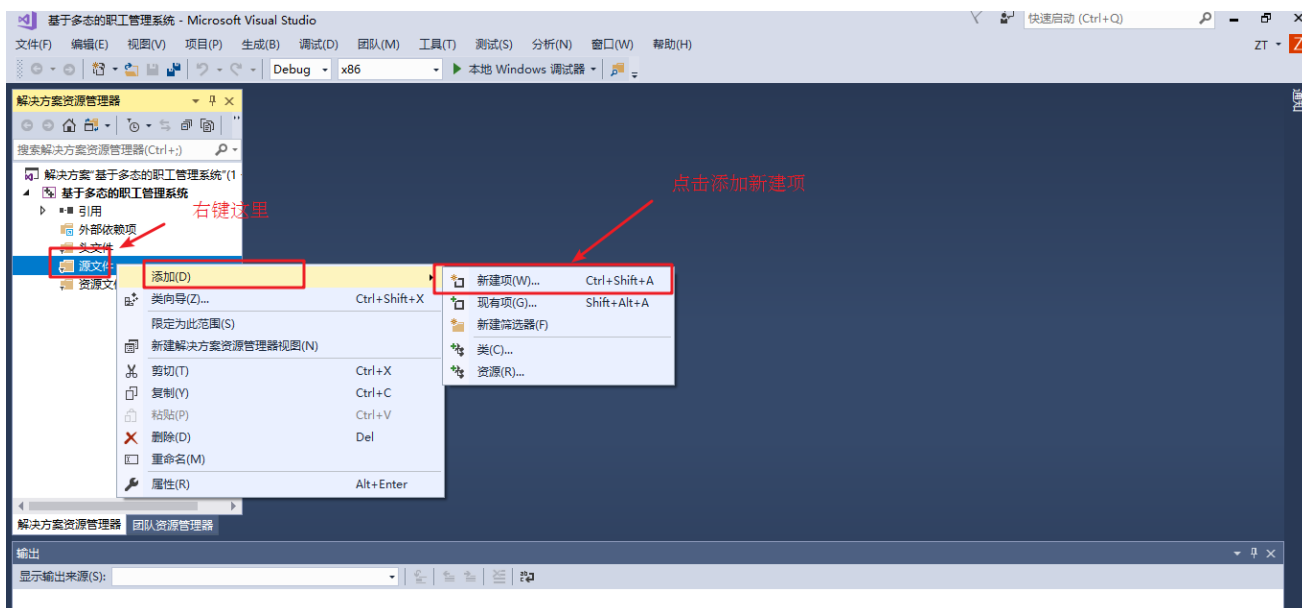 基于多态的职工管理系统 - Microsoft Visual Studio
快速启动 (Ctrl+Q)
文件(F) 编辑(E) 视图(V) 项目(P) 生成(B) 调试(D) 团队(M) 工具(T) 测试(S) 分析(N) 窗口(W) 帮助(H)
ZT
Debug x86 本地 Windows 调试器
解决方案资源管理器
搜索解决方案资源管理器(Ctrl+;)
解决方案"基于多态的职工管理系统"(1
基于多态的职工管理系统
引用
外部依赖项
头文件
源文件
资源文
右键这里
点击添加新建项
添加(D)
类向导(Z)... Ctrl+Shift+X
限定为此范围(S)
新建解决方案资源管理器视图(N)
剪切(T) Ctrl+X
复制(Y) Ctrl+C
粘贴(P) Ctrl+V
删除(D) Del
重命名(M)
属性(R) Alt+Enter
新建项(W)... Ctrl+Shift+A
现有项(G)... Shift+Alt+A
新建筛选器(F)
类(C)...
资源(R)...
解决方案资源管理器 团队资源管理器
输出
显示输出来源(S):